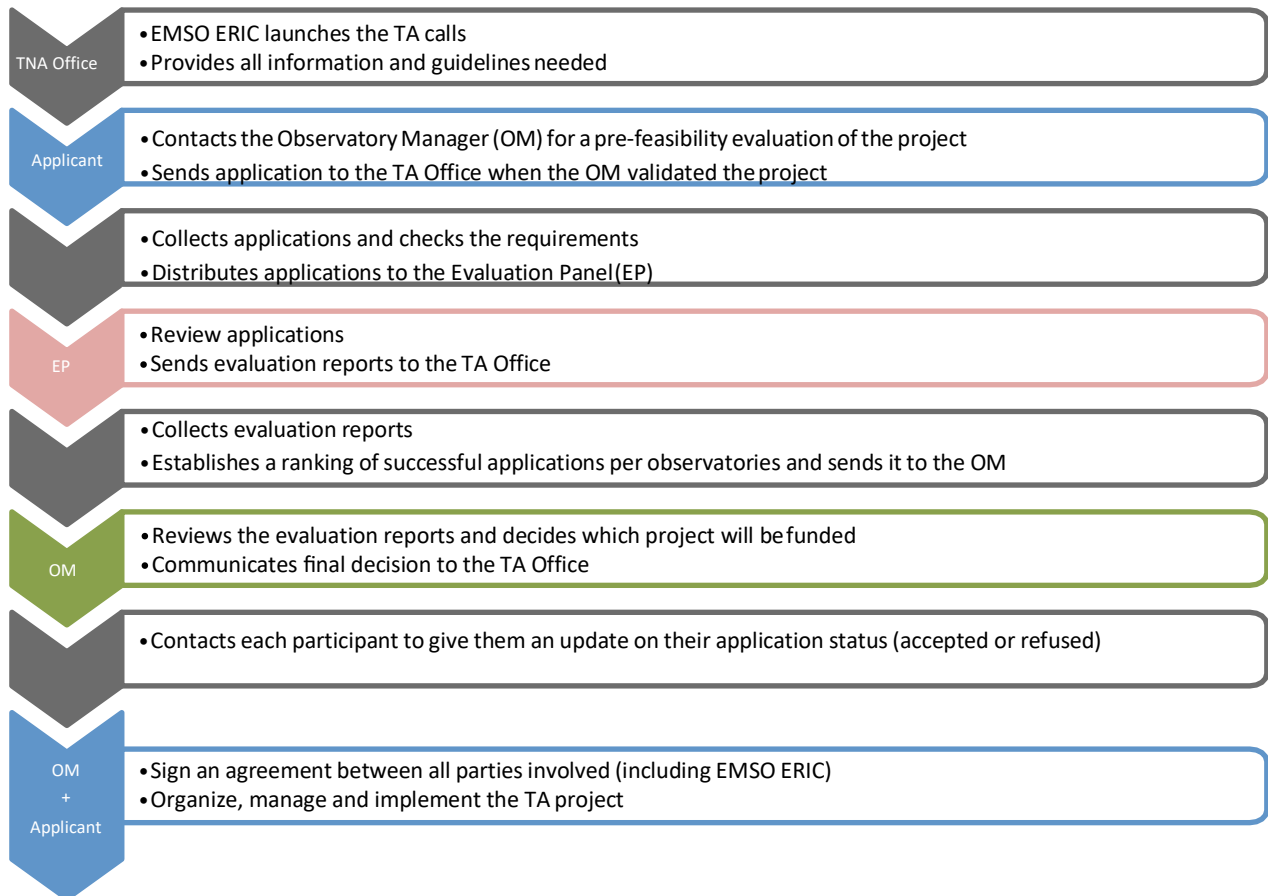 TNA Office
•EMSO ERIC launches the TA calls
•Provides all information and guidelines needed
Applicant
•Contacts the Observatory Manager (OM) for a pre-feasibility evaluation of the project
•Sends application to the TA Office when the OM validated the project
•Collects applications and checks the requirements
•Distributes applications to the Evaluation Panel (EP)
EP
•Review applications
•Sends evaluation reports to the TA Office
•Collects evaluation reports
•Establishes a ranking of successful applications per observatories and sends it to the OM
OM
•Reviews the evaluation reports and decides which project will be funded
•Communicates final decision to the TA Office
•Contacts each participant to give them an update on their application status (accepted or refused)
OM
+
Applicant
•Sign an agreement between all parties involved (including EMSO ERIC)
•Organize, manage and implement the TA project